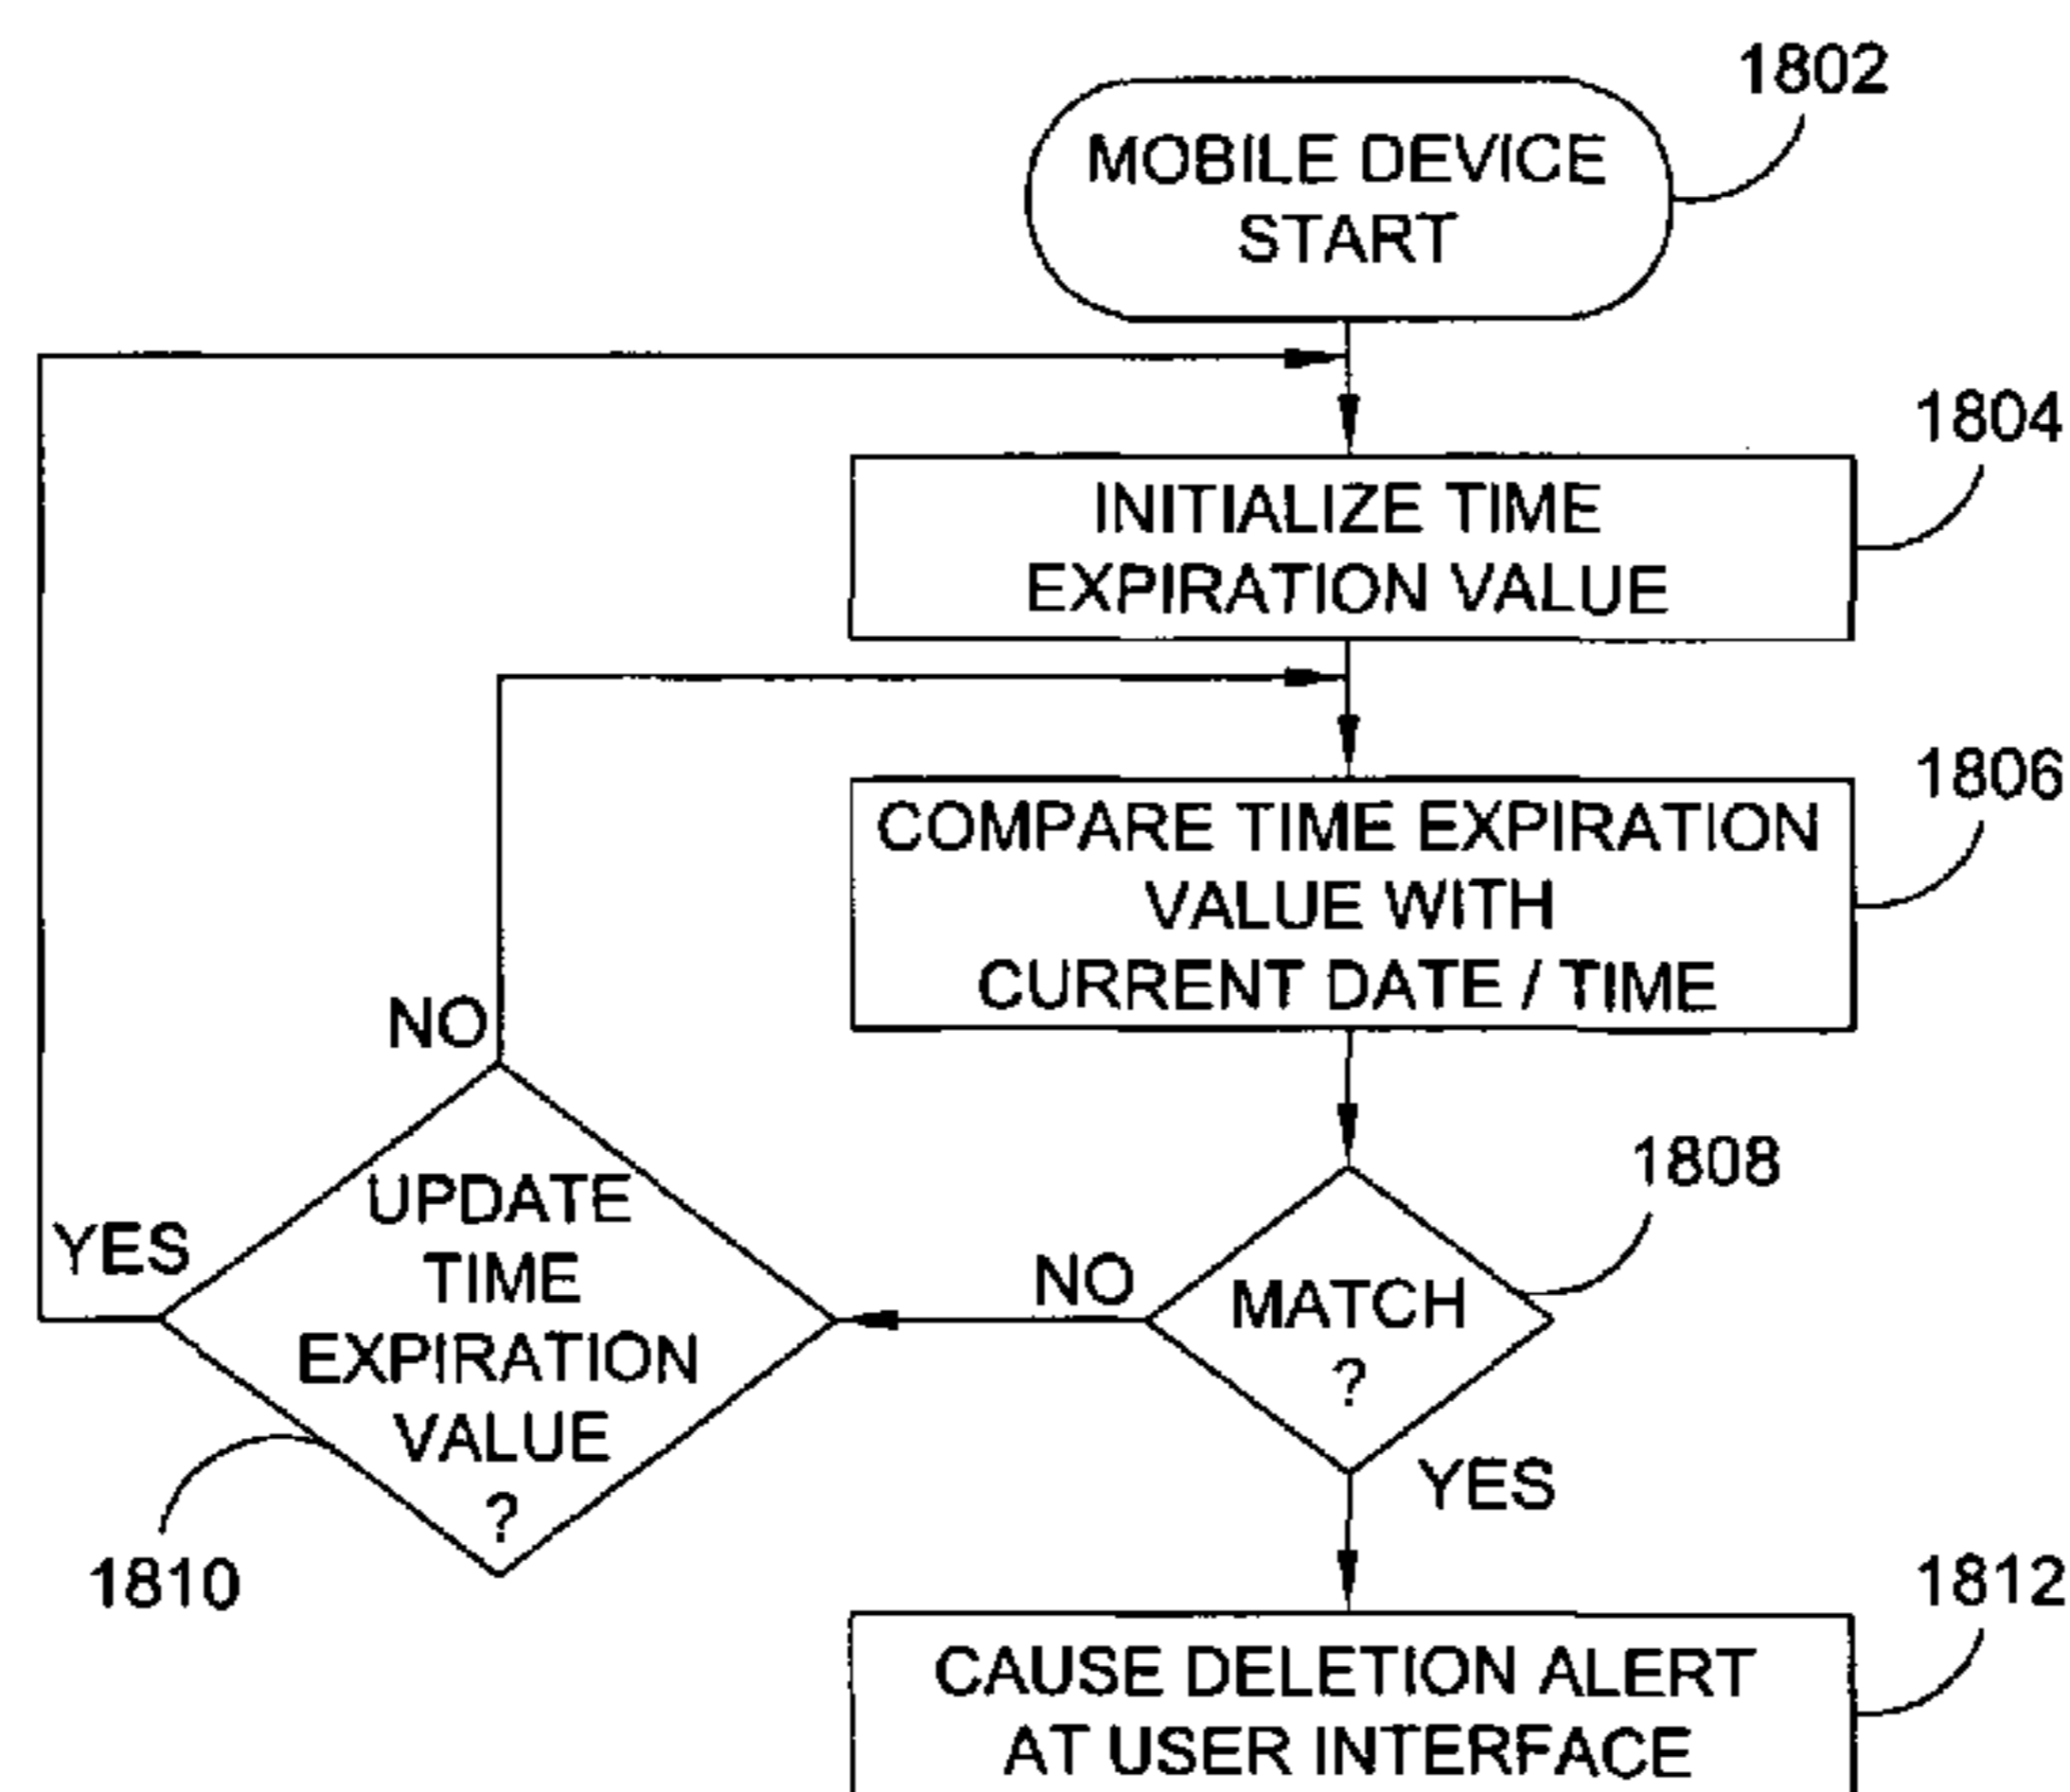 1802
MOBILE DEVICE
START
1804
INITIALIZE TIME
EXPIRATION VALUE
1806
COMPARE TIME EXPIRATION
VALUE WITH
CURRENT DATE / TIME
1808
MATCH
?
NO
YES
1810
UPDATE
TIME
EXPIRATION
VALUE
?
NO
YES
1812
CAUSE DELETION ALERT
AT USER INTERFACE